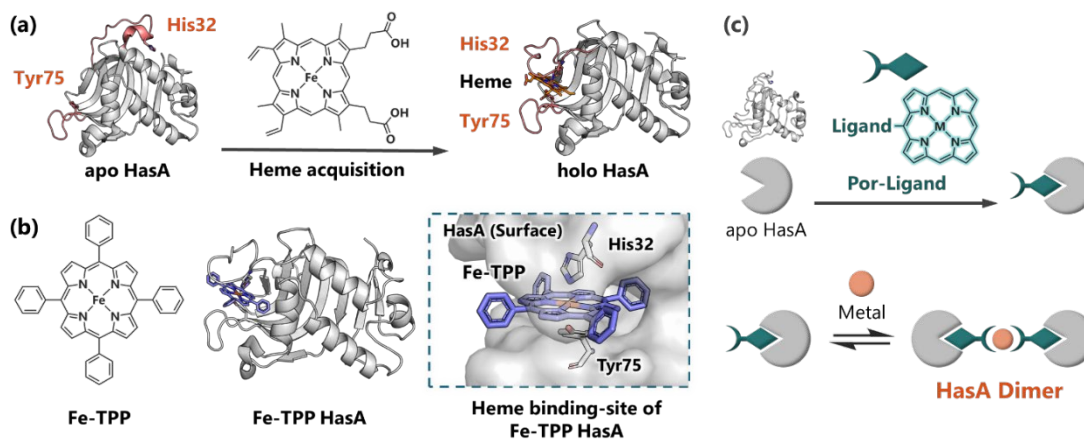 (a)
His32
Tyr75
apo HasA
N
N
N
N
Fe
O
OH
O
OH
Heme acquisition
His32
Heme
Tyr75
holo HasA
(b)
N
N
N
N
Fe
Fe-TPP
Fe-TPP HasA
HasA (Surface)
His32
Fe-TPP
Tyr75
Heme binding-site of
Fe-TPP HasA
(c)
Ligand
N
N
N
N
M
Por-Ligand
apo HasA
Metal
HasA Dimer